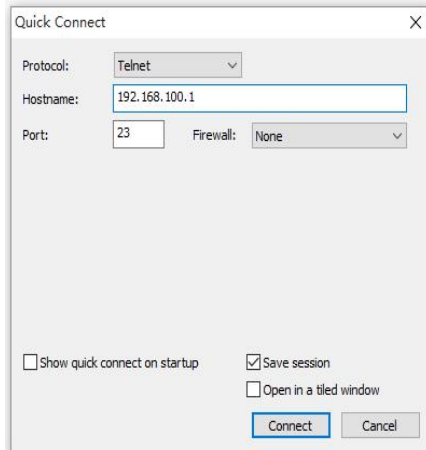 Quick Connect
Protocol: Telnet
Hostname: 192.168.100.1
Port: 23 Firewall: None
Show quick connect on startup Save session
Open in a tiled window
Connect Cancel